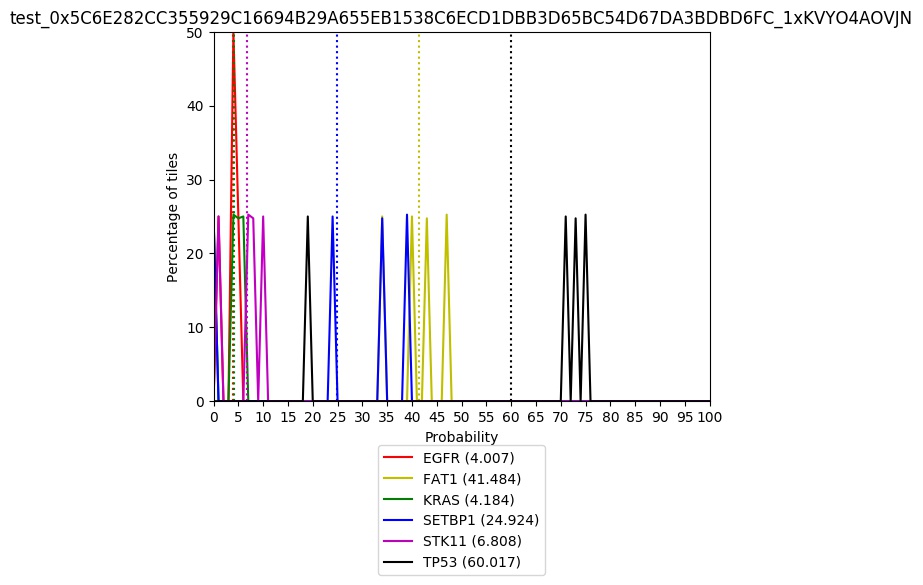 test_0x5C6E282CC355929C16694B29A655EB1538C6ECD1DBB3D65BC54D67DA3BDBD6FC_1xKVYO4AOVJN
50
40
30
20
10
0
Percentage of tiles
0 5 10 15 20 25 30 35 40 45 50 55 60 65 70 75 80 85 90 95 100
Probability
EGFR (4.007)
FAT1 (41.484)
KRAS (4.184)
SETBP1 (24.924)
STK11 (6.808)
TP53 (60.017)